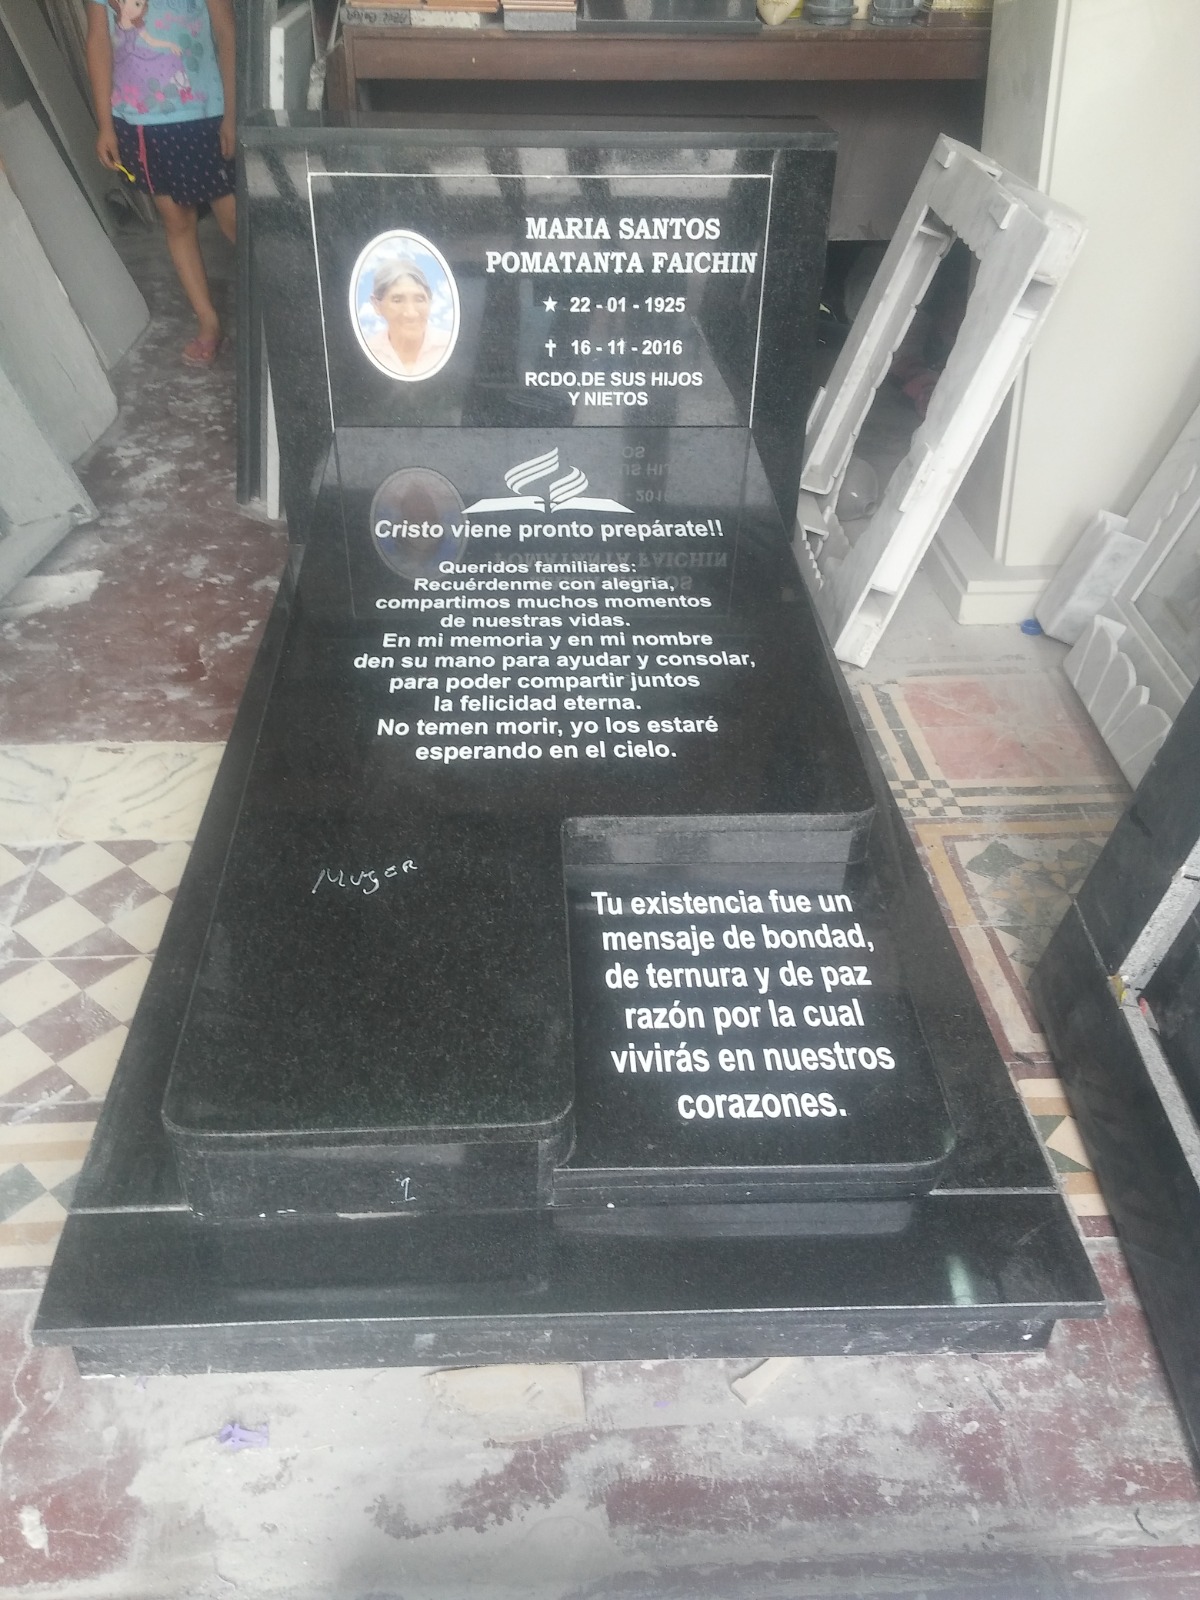 MARIA SANTOS
POMATANTA FAICHIN
★ 22 - 01 - 1925
✝ 16 - 11 - 2016
RCDO.DE SUS HIJOS
Y NIETOS
Cristo viene pronto prepárate!!
Queridos familiares:
Recuérdenme con alegria,
compartimos muchos momentos
de nuestras vidas.
En mi memoria y en mi nombre
den su mano para ayudar y consolar,
para poder compartir juntos
la felicidad eterna.
No temen morir, yo los estaré
esperando en el cielo.
MUJER
Tu existencia fue un
mensaje de bondad,
de ternura y de paz
razón por la cual
vivirás en nuestros
corazones.
1